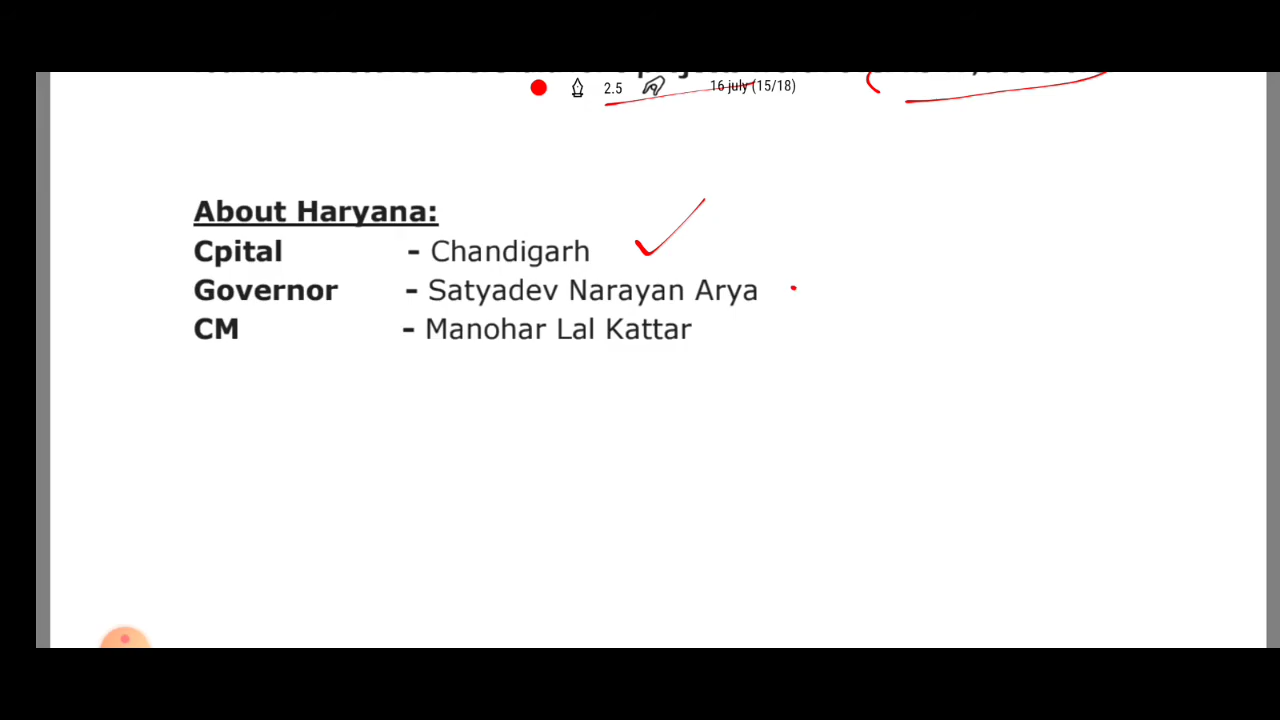 2.5 16 july (15/18)
About Haryana:
Cpital - Chandigarh
Governor - Satyadev Narayan Arya
CM - Manohar Lal Kattar